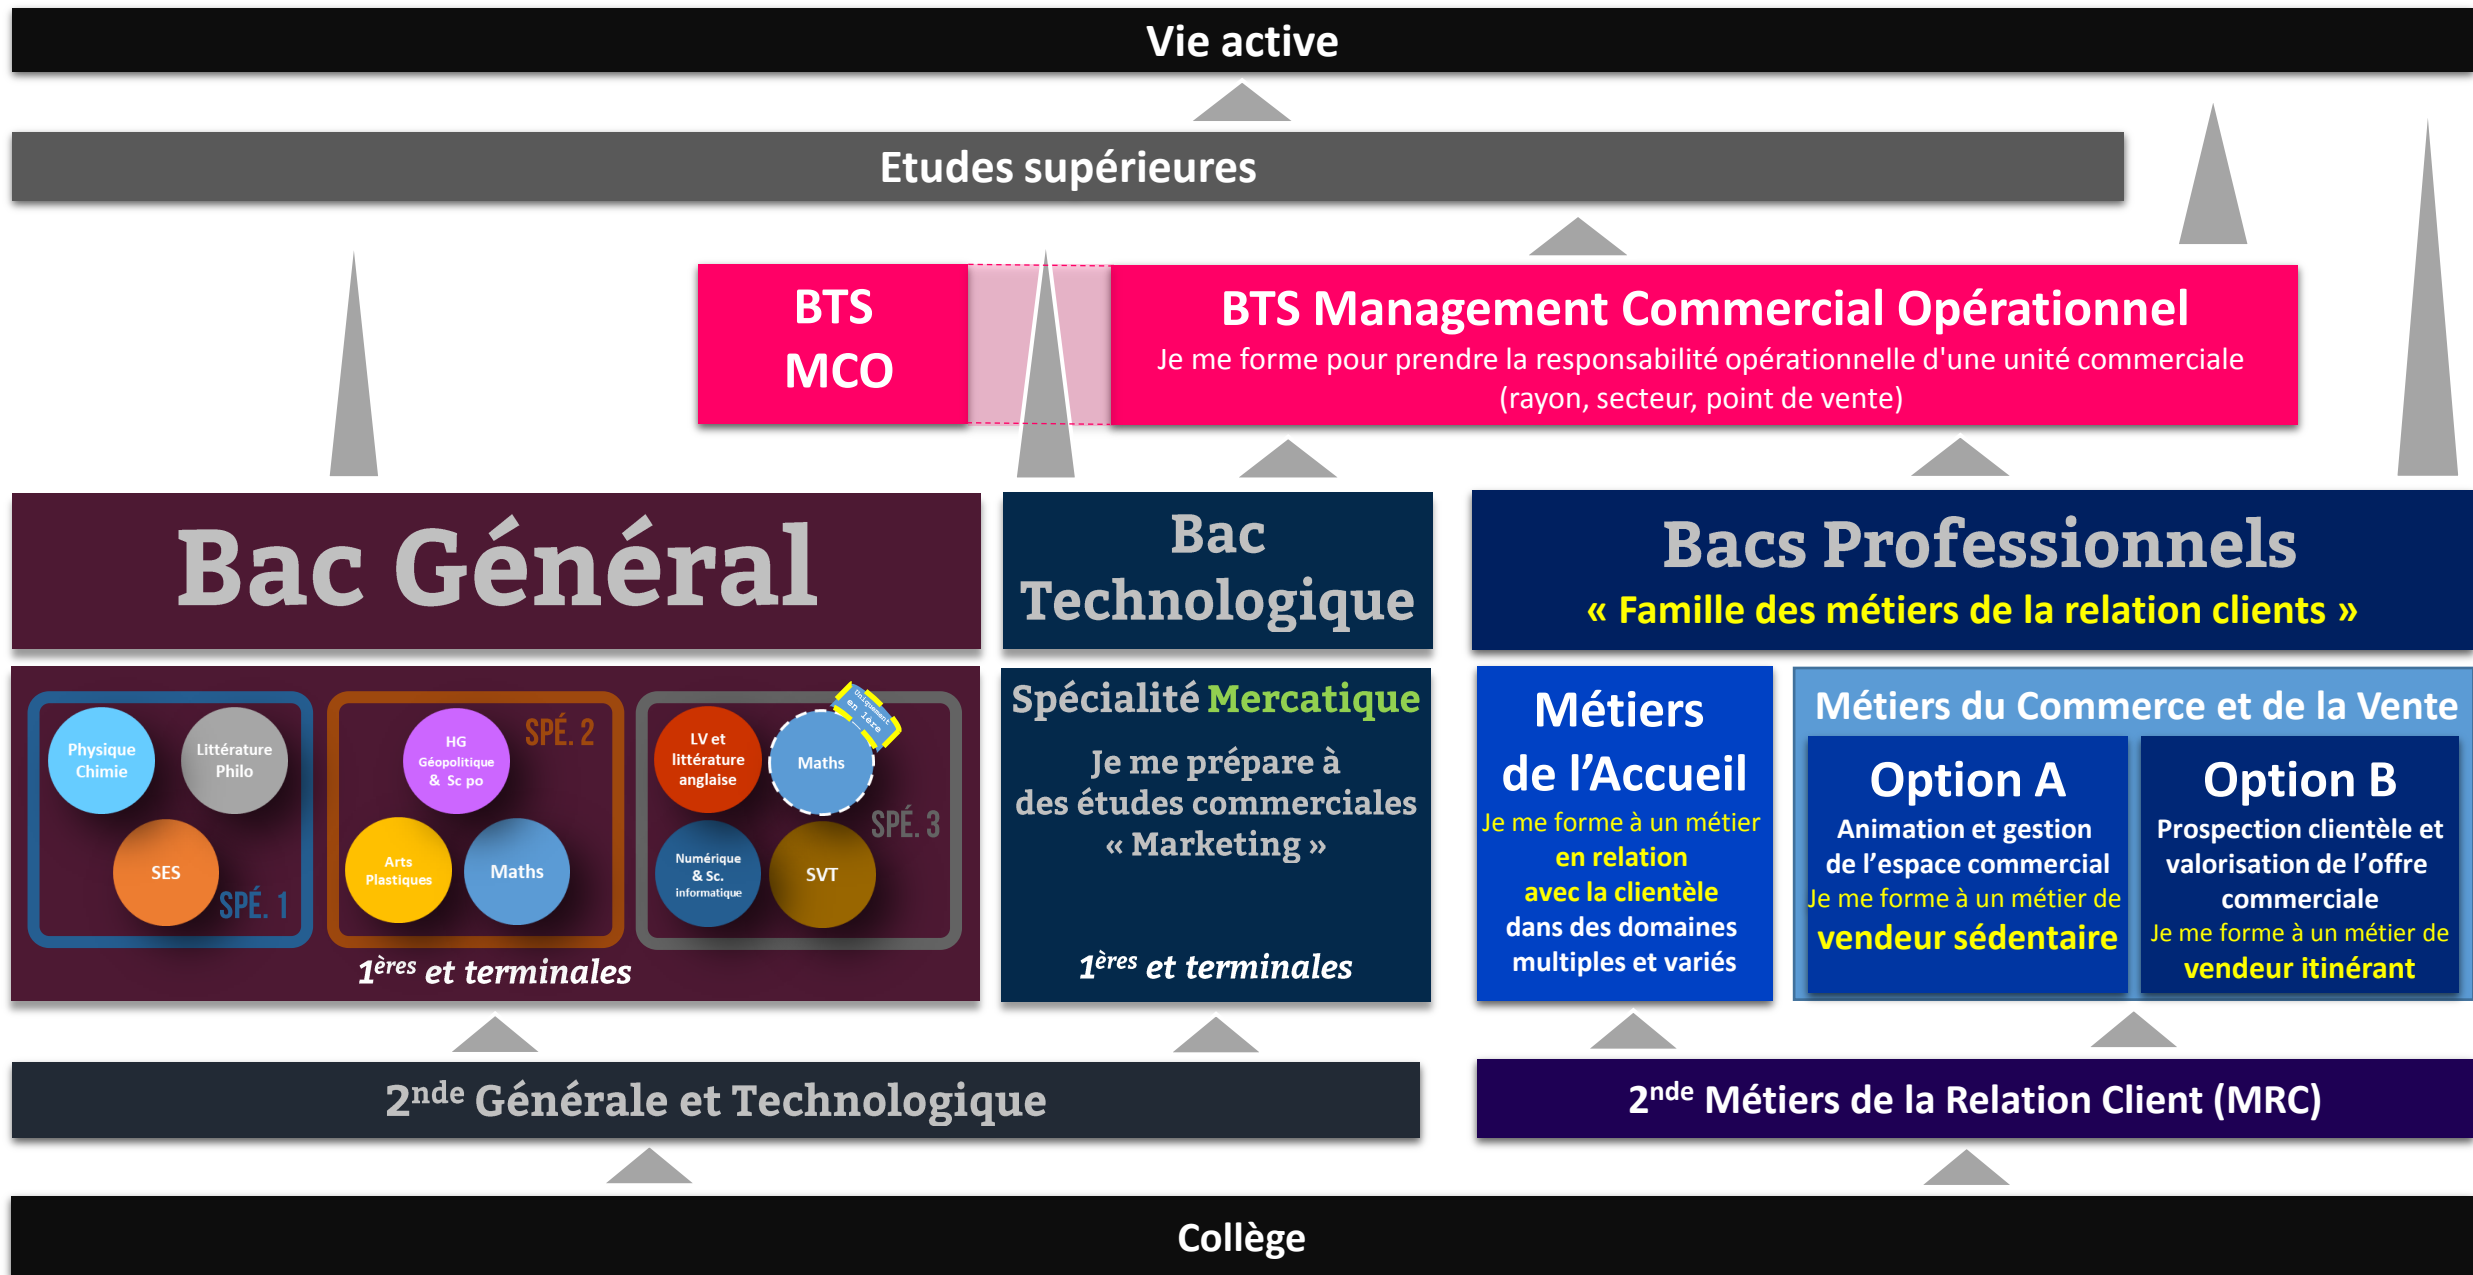 Vie active
Etudes supérieures
BTS
MCO
BTS Management Commercial Opérationnel
Je me forme pour prendre la responsabilité opérationnelle d'une unité commerciale
(rayon, secteur, point de vente)
Bac Général
Bac
Technologique
Bacs Professionnels
« Famille des métiers de la relation clients »
Physique
Chimie
Littérature
Philo
SES
SPÉ. 1
HG
Géopolitique
& Sc po
SPÉ. 2
Arts
Plastiques
Maths
LV et
littérature
anglaise
Maths
Uniquement
en 1ère
SPÉ. 3
Numérique
& Sc.
informatique
SVT
1ères et terminales
Spécialité Mercatique
Je me prépare à
des études commerciales
« Marketing »
1ères et terminales
Métiers
de l'Accueil
Je me forme à un métier
en relation
avec la clientèle
dans des domaines
multiples et variés
Métiers du Commerce et de la Vente
Option A
Animation et gestion
de l'espace commercial
Je me forme à un métier de
vendeur sédentaire
Option B
Prospection clientèle et
valorisation de l'offre
commerciale
Je me forme à un métier de
vendeur itinérant
2nde Générale et Technologique
2nde Métiers de la Relation Client (MRC)
Collège